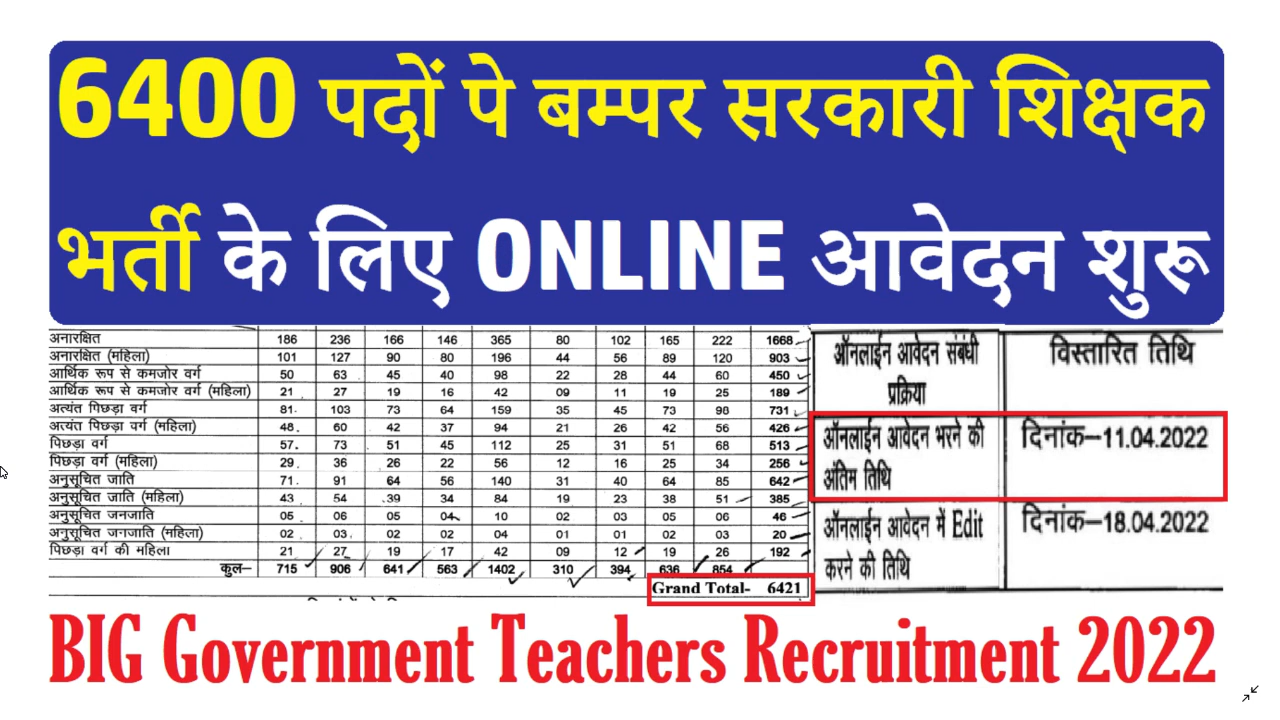 6400 पदों पे बम्पर सरकारी शिक्षक
भर्ती के लिए ONLINE आवेदन शुरू
अनारक्षित 186 236 166 146 365 80 102 165 222 1668
अनारक्षित (महिला) 101 127 90 80 196 44 56 89 120 903
आर्थिक रूप से कमजोर वर्ग 50 63 45 40 98 22 28 44 60 450
आर्थिक रूप से कमजोर वर्ग (महिला) 21 27 19 16 42 09 11 19 25 189
अत्यंत पिछड़ा वर्ग 81 103 73 64 159 35 45 73 98 731
अत्यंत पिछड़ा वर्ग (महिला) 48 60 42 37 94 21 26 42 56 426
पिछड़ा वर्ग 57 73 51 45 112 25 31 51 68 513
पिछड़ा वर्ग (महिला) 29 36 26 22 56 12 16 25 34 256
अनुसूचित जाति 71 91 64 56 140 31 40 64 85 642
अनुसूचित जाति (महिला) 43 54 39 34 84 19 23 38 51 385
अनुसूचित जनजाति 05 06 05 04 10 02 03 05 06 46
अनुसूचित जनजाति (महिला) 02 03 02 02 04 01 01 02 03 20
पिछड़ा वर्ग की महिला 21 27 19 17 42 09 12 19 26 192
कुल– 715 906 641 563 1402 310 394 636 854
Grand Total- 6421
ऑनलाईन आवेदन संबंधी विस्तारित तिथि
प्रक्रिया
ऑनलाईन आवेदन भरने की दिनांक–11.04.2022
अंतिम तिथि
ऑनलाईन आवेदन में Edit दिनांक–18.04.2022
करने की तिथि
BIG Government Teachers Recruitment 2022